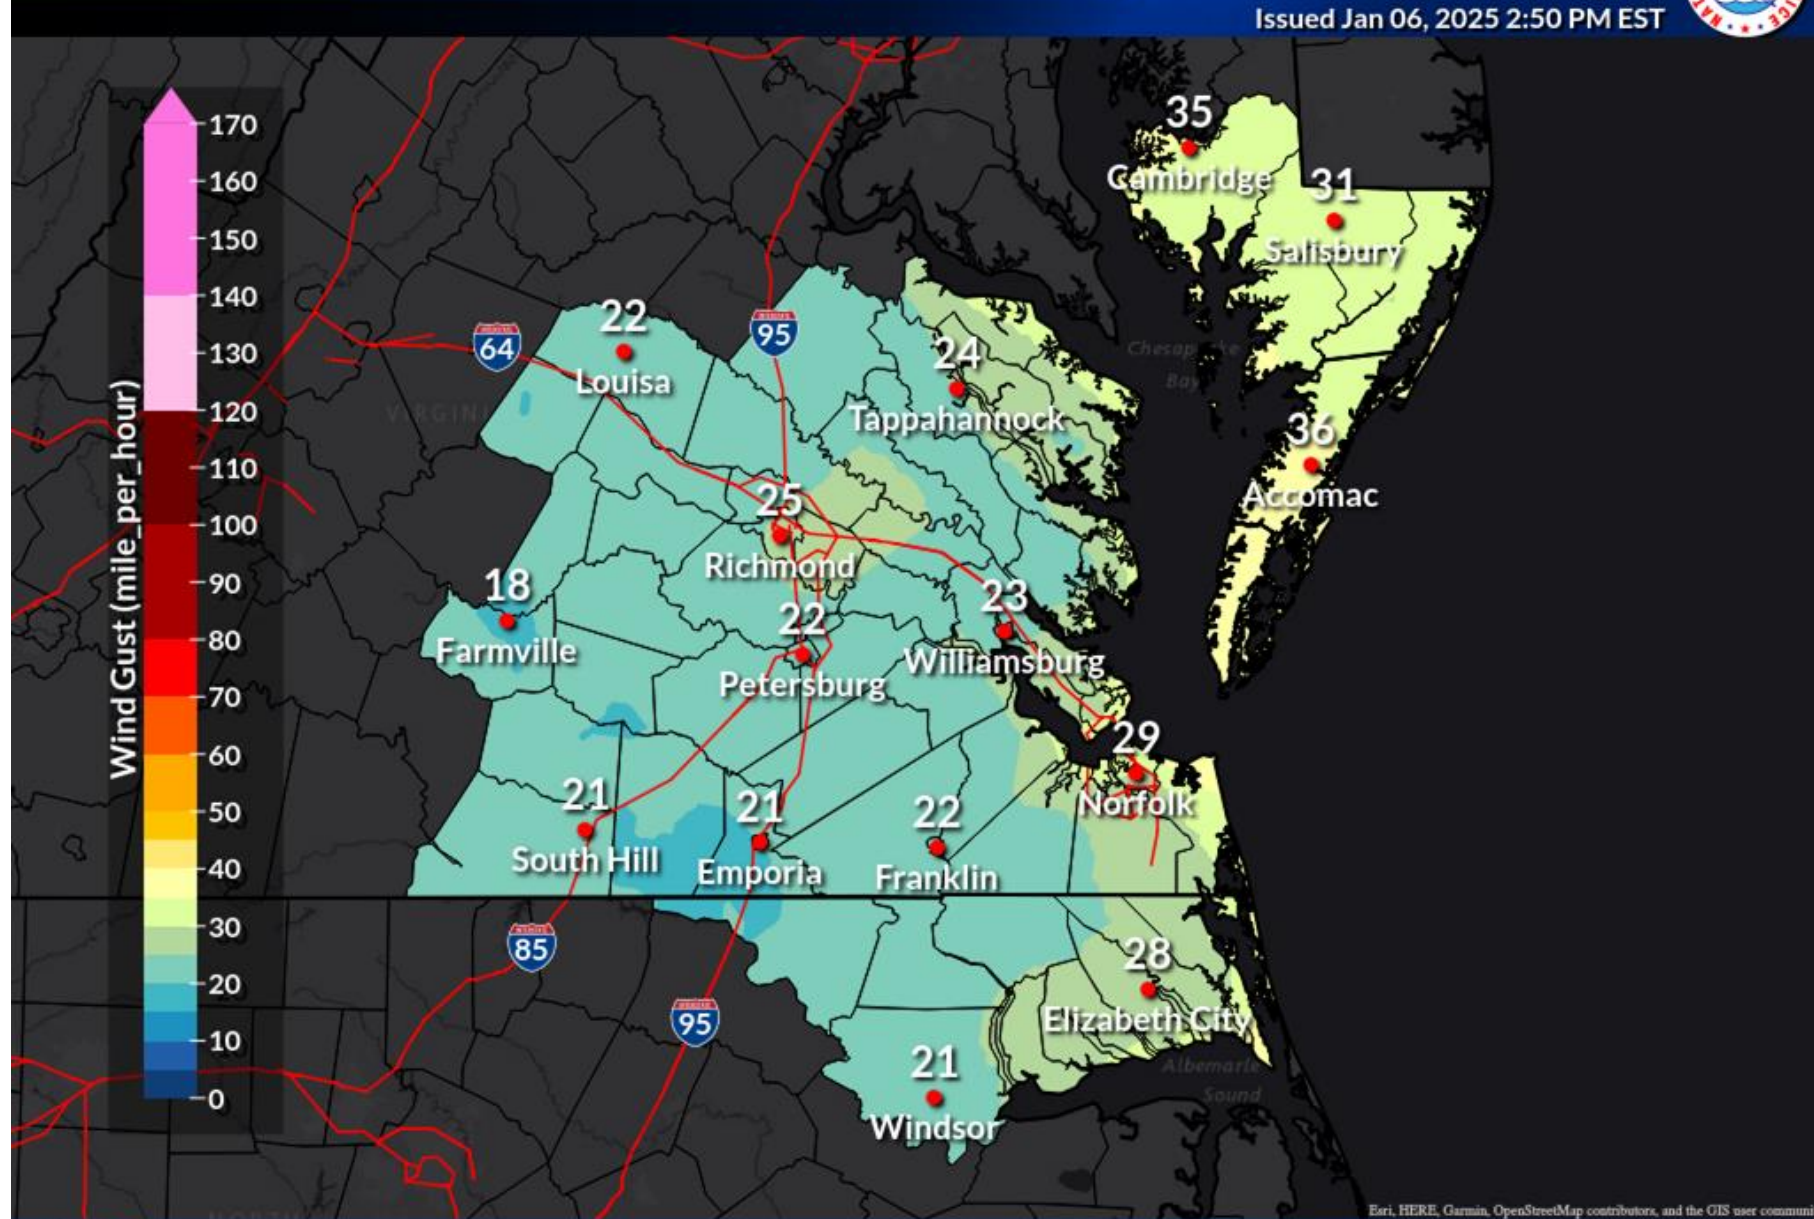 Issued Jan 06, 2025 2:50 PM EST
Wind Gust (mile_per_hour)
170
160
150
140
130
120
110
100
90
80
70
60
50
40
30
20
10
0
35
Cambridge
31
Salisbury
22
Louisa
64
95
24
Tappahannock
Chesapeake
Bay
VIRGINI
36
Accomac
25
Richmond
18
Farmville
22
Petersburg
23
Williamsburg
29
Norfolk
21
South Hill
21
Emporia
22
Franklin
85
95
28
Elizabeth City
21
Windsor
Albemarle
Sound
NORTH
Esri, HERE, Garmin, OpenStreetMap contributors, and the GIS user commun